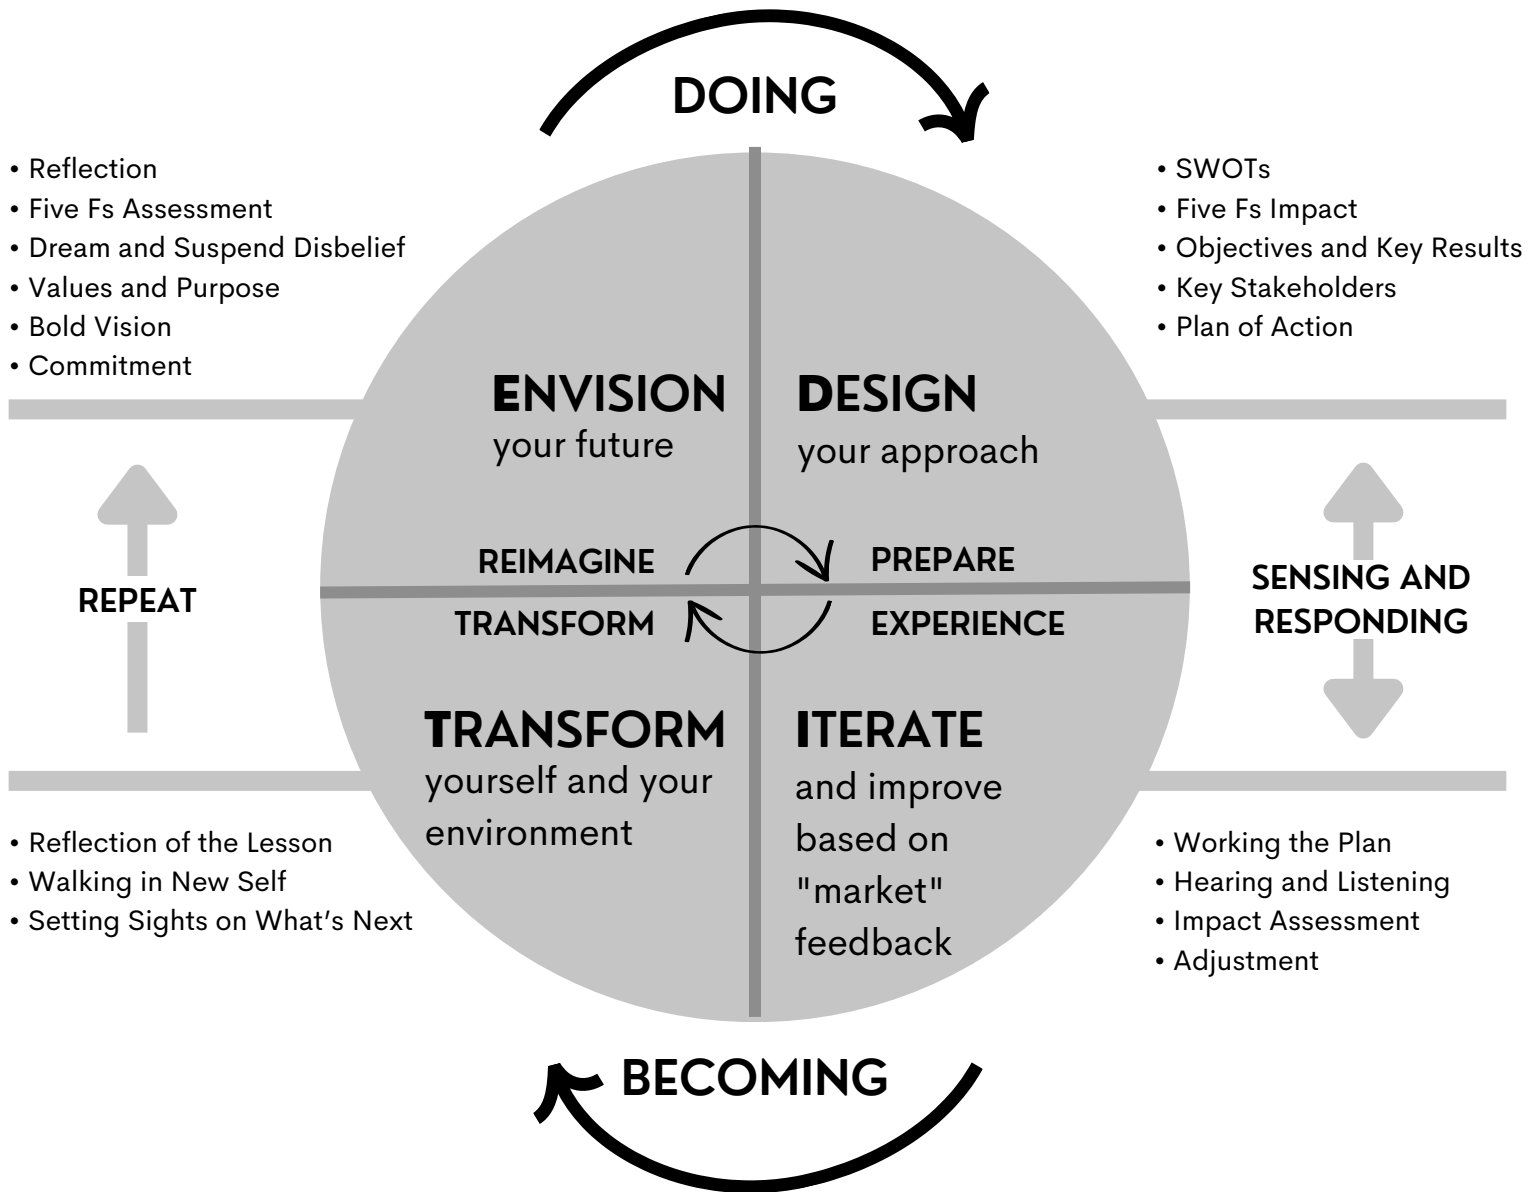 DOING
• Reflection
• Five Fs Assessment
• Dream and Suspend Disbelief
• Values and Purpose
• Bold Vision
• Commitment
• SWOTs
• Five Fs Impact
• Objectives and Key Results
• Key Stakeholders
• Plan of Action
ENVISION
your future
DESIGN
your approach
REIMAGINE
PREPARE
TRANSFORM
EXPERIENCE
REPEAT
SENSING AND
RESPONDING
TRANSFORM
yourself and your
environment
ITERATE
and improve
based on
"market"
feedback
• Reflection of the Lesson
• Walking in New Self
• Setting Sights on What’s Next
• Working the Plan
• Hearing and Listening
• Impact Assessment
• Adjustment
BECOMING